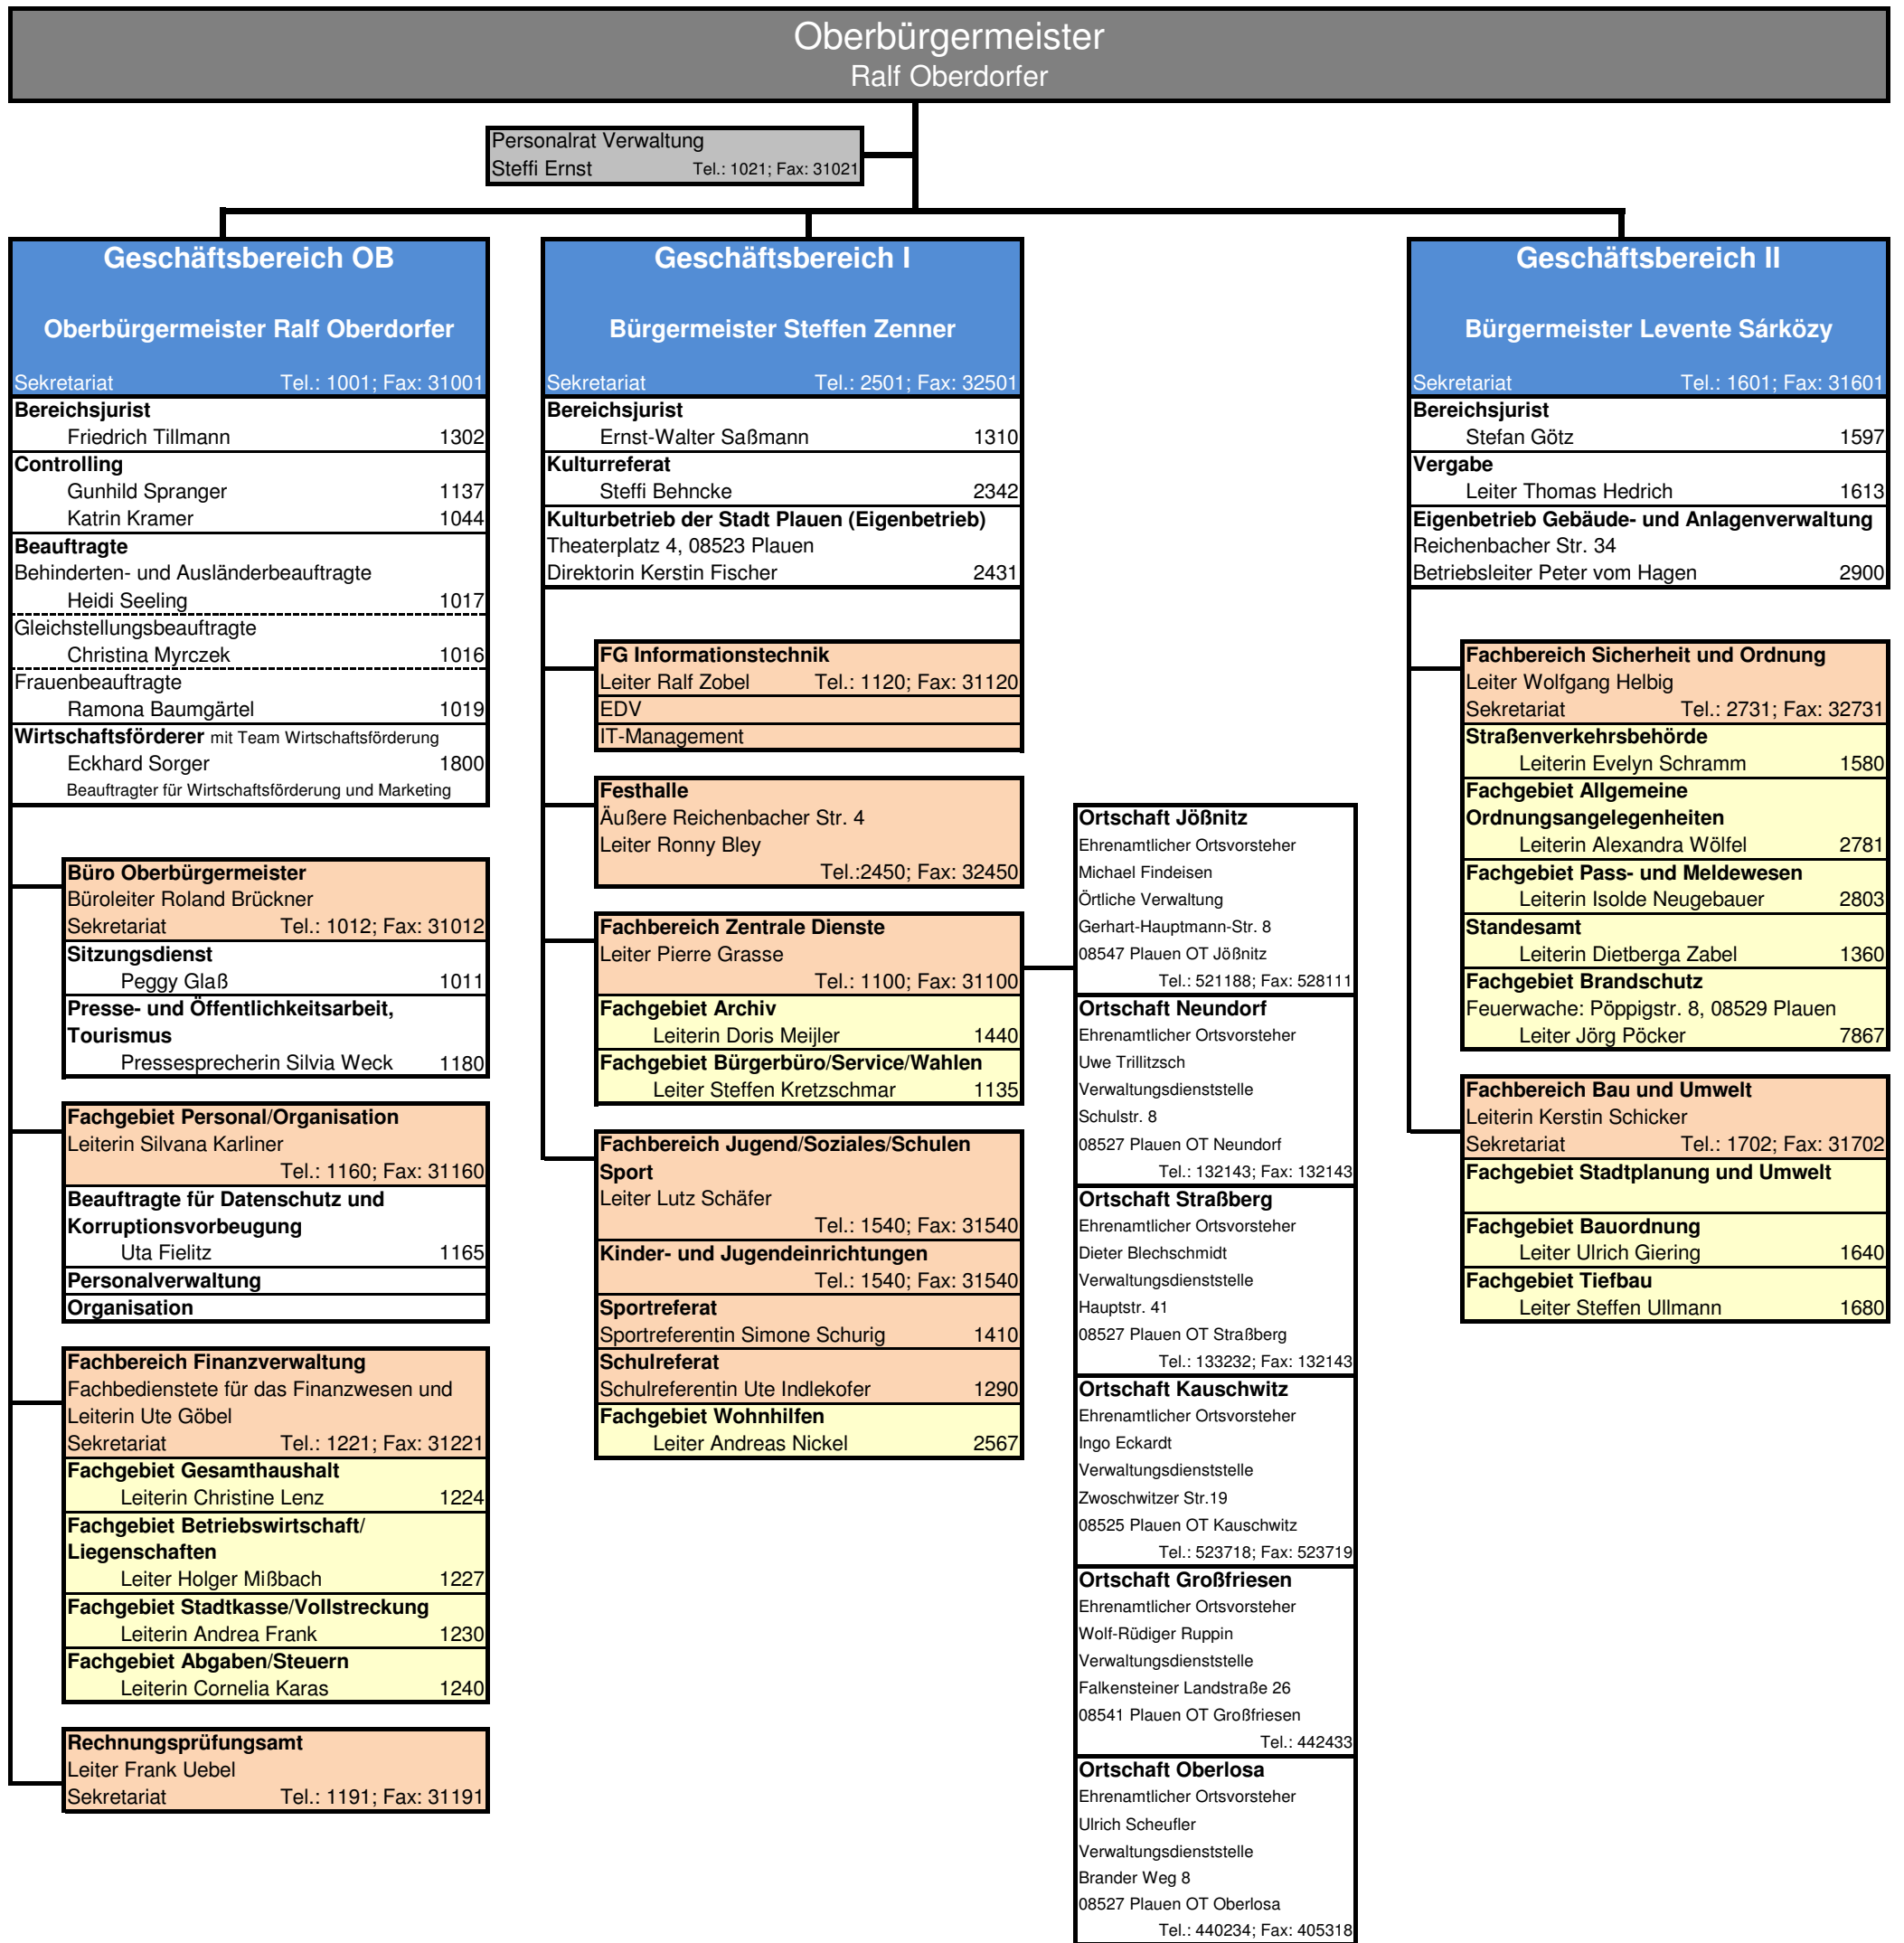 Oberbürgermeister
Ralf Oberdorfer
Personalrat Verwaltung
Steffi Ernst Tel.: 1021; Fax: 31021
Geschäftsbereich OB
Oberbürgermeister Ralf Oberdorfer
Sekretariat Tel.: 1001; Fax: 31001
Bereichsjurist
Friedrich Tillmann 1302
Controlling
Gunhild Spranger 1137
Katrin Kramer 1044
Beauftragte
Behinderten- und Ausländerbeauftragte
Heidi Seeling 1017
Gleichstellungsbeauftragte
Christina Myrczek 1016
Frauenbeauftragte
Ramona Baumgärtel 1019
Wirtschaftsförderer mit Team Wirtschaftsförderung
Eckhard Sorger 1800
Beauftragter für Wirtschaftsförderung und Marketing
Büro Oberbürgermeister
Büroleiter Roland Brückner
Sekretariat Tel.: 1012; Fax: 31012
Sitzungsdienst
Peggy Glaß 1011
Presse- und Öffentlichkeitsarbeit,
Tourismus
Pressesprecherin Silvia Weck 1180
Fachgebiet Personal/Organisation
Leiterin Silvana Karliner
Tel.: 1160; Fax: 31160
Beauftragte für Datenschutz und
Korruptionsvorbeugung
Uta Fielitz 1165
Personalverwaltung
Organisation
Fachbereich Finanzverwaltung
Fachbedienstete für das Finanzwesen und
Leiterin Ute Göbel
Sekretariat Tel.: 1221; Fax: 31221
Fachgebiet Gesamthaushalt
Leiterin Christine Lenz 1224
Fachgebiet Betriebswirtschaft/
Liegenschaften
Leiter Holger Mißbach 1227
Fachgebiet Stadtkasse/Vollstreckung
Leiterin Andrea Frank 1230
Fachgebiet Abgaben/Steuern
Leiterin Cornelia Karas 1240
Rechnungsprüfungsamt
Leiter Frank Uebel
Sekretariat Tel.: 1191; Fax: 31191
Geschäftsbereich I
Bürgermeister Steffen Zenner
Sekretariat Tel.: 2501; Fax: 32501
Bereichsjurist
Ernst-Walter Saßmann 1310
Kulturreferat
Steffi Behncke 2342
Kulturbetrieb der Stadt Plauen (Eigenbetrieb)
Theaterplatz 4, 08523 Plauen
Direktorin Kerstin Fischer 2431
FG Informationstechnik
Leiter Ralf Zobel Tel.: 1120; Fax: 31120
EDV
IT-Management
Festhalle
Äußere Reichenbacher Str. 4
Leiter Ronny Bley
Tel.:2450; Fax: 32450
Fachbereich Zentrale Dienste
Leiter Pierre Grasse
Tel.: 1100; Fax: 31100
Fachgebiet Archiv
Leiterin Doris Meijler 1440
Fachgebiet Bürgerbüro/Service/Wahlen
Leiter Steffen Kretzschmar 1135
Fachbereich Jugend/Soziales/Schulen
Sport
Leiter Lutz Schäfer
Tel.: 1540; Fax: 31540
Kinder- und Jugendeinrichtungen
Tel.: 1540; Fax: 31540
Sportreferat
Sportreferentin Simone Schurig 1410
Schulreferat
Schulreferentin Ute Indlekofer 1290
Fachgebiet Wohnhilfen
Leiter Andreas Nickel 2567
Ortschaft Jößnitz
Ehrenamtlicher Ortsvorsteher
Michael Findeisen
Örtliche Verwaltung
Gerhart-Hauptmann-Str. 8
08547 Plauen OT Jößnitz
Tel.: 521188; Fax: 528111
Ortschaft Neundorf
Ehrenamtlicher Ortsvorsteher
Uwe Trillitzsch
Verwaltungsdienststelle
Schulstr. 8
08527 Plauen OT Neundorf
Tel.: 132143; Fax: 132143
Ortschaft Straßberg
Ehrenamtlicher Ortsvorsteher
Dieter Blechschmidt
Verwaltungsdienststelle
Hauptstr. 41
08527 Plauen OT Straßberg
Tel.: 133232; Fax: 132143
Ortschaft Kauschwitz
Ehrenamtlicher Ortsvorsteher
Ingo Eckardt
Verwaltungsdienststelle
Zwoschwitzer Str.19
08525 Plauen OT Kauschwitz
Tel.: 523718; Fax: 523719
Ortschaft Großfriesen
Ehrenamtlicher Ortsvorsteher
Wolf-Rüdiger Ruppin
Verwaltungsdienststelle
Falkensteiner Landstraße 26
08541 Plauen OT Großfriesen
Tel.: 442433
Ortschaft Oberlosa
Ehrenamtlicher Ortsvorsteher
Ulrich Scheufler
Verwaltungsdienststelle
Brander Weg 8
08527 Plauen OT Oberlosa
Tel.: 440234; Fax: 405318
Geschäftsbereich II
Bürgermeister Levente Sárközy
Sekretariat Tel.: 1601; Fax: 31601
Bereichsjurist
Stefan Götz 1597
Vergabe
Leiter Thomas Hedrich 1613
Eigenbetrieb Gebäude- und Anlagenverwaltung
Reichenbacher Str. 34
Betriebsleiter Peter vom Hagen 2900
Fachbereich Sicherheit und Ordnung
Leiter Wolfgang Helbig
Sekretariat Tel.: 2731; Fax: 32731
Straßenverkehrsbehörde
Leiterin Evelyn Schramm 1580
Fachgebiet Allgemeine
Ordnungsangelegenheiten
Leiterin Alexandra Wölfel 2781
Fachgebiet Pass- und Meldewesen
Leiterin Isolde Neugebauer 2803
Standesamt
Leiterin Dietberga Zabel 1360
Fachgebiet Brandschutz
Feuerwache: Pöppigstr. 8, 08529 Plauen
Leiter Jörg Pöcker 7867
Fachbereich Bau und Umwelt
Leiterin Kerstin Schicker
Sekretariat Tel.: 1702; Fax: 31702
Fachgebiet Stadtplanung und Umwelt
Fachgebiet Bauordnung
Leiter Ulrich Giering 1640
Fachgebiet Tiefbau
Leiter Steffen Ullmann 1680